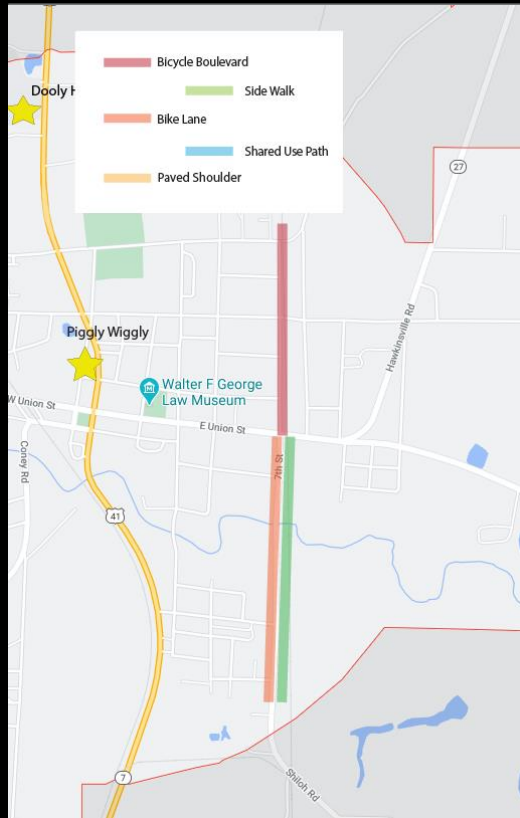 Bicycle Boulevard
Side Walk
Bike Lane
Shared Use Path
Paved Shoulder
Dooly H
27
Piggly Wiggly
Hawkinsville Rd
Walter F George
Law Museum
W Union St
E Union St
Coney Rd
7th St
41
7
Shiloh Rd